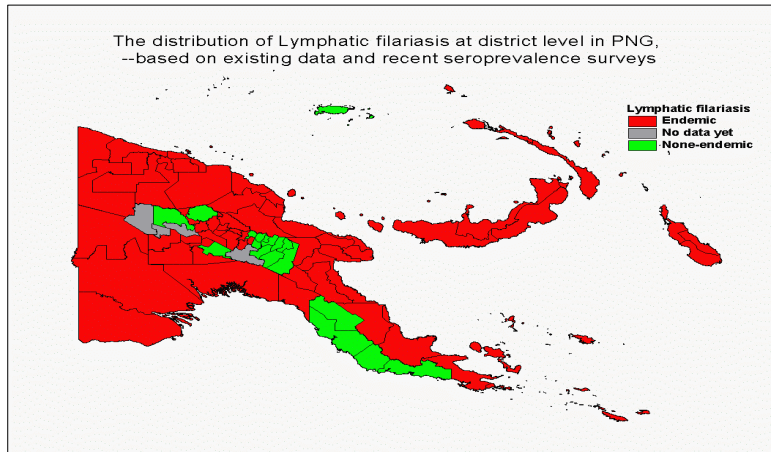 The distribution of Lymphatic filariasis at district level in PNG,
--based on existing data and recent seroprevalence surveys
Lymphatic filariasis
Endemic
No data yet
None-endemic